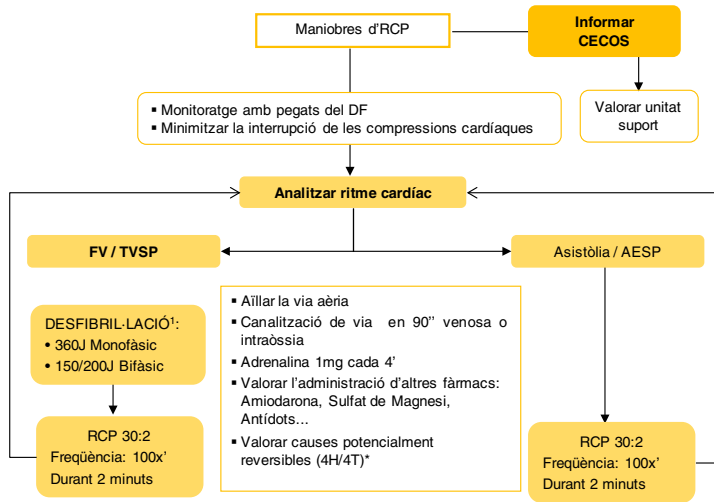 Maniobres d'RCP
Informar
CECOS
▪ Monitoratge amb pegats del DF
▪ Minimitzar la interrupció de les compressions cardíaques
Valorar unitat
suport
Analitzar ritme cardíac
FV / TVSP
Asistòlia / AESP
DESFIBRIL·LACIÓ¹:
• 360J Monofàsic
• 150/200J Bifàsic
▪ Aïllar la via aèria
▪ Canalització de via en 90’’ venosa o
intraòssia
▪ Adrenalina 1mg cada 4’
▪ Valorar l’administració d’altres fàrmacs:
Amiodarona, Sulfat de Magnesi,
Antídots...
▪ Valorar causes potencialment
reversibles (4H/4T)*
RCP 30:2
Freqüència: 100x’
Durant 2 minuts
RCP 30:2
Freqüència: 100x’
Durant 2 minuts